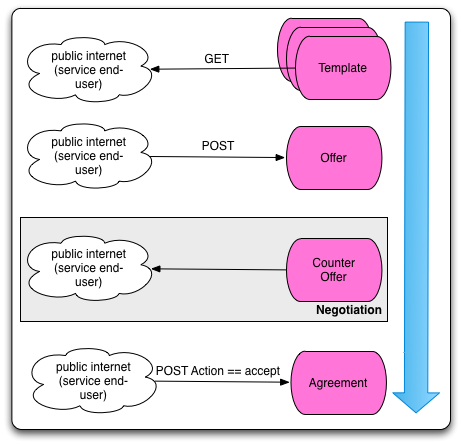 public internet
(service end-
user)
GET
Template
public internet
(service end-
user)
POST
Offer
public internet
(service end-
user)
Counter
Offer
Negotiation
public internet
(service end-
user)
POST Action == accept
Agreement